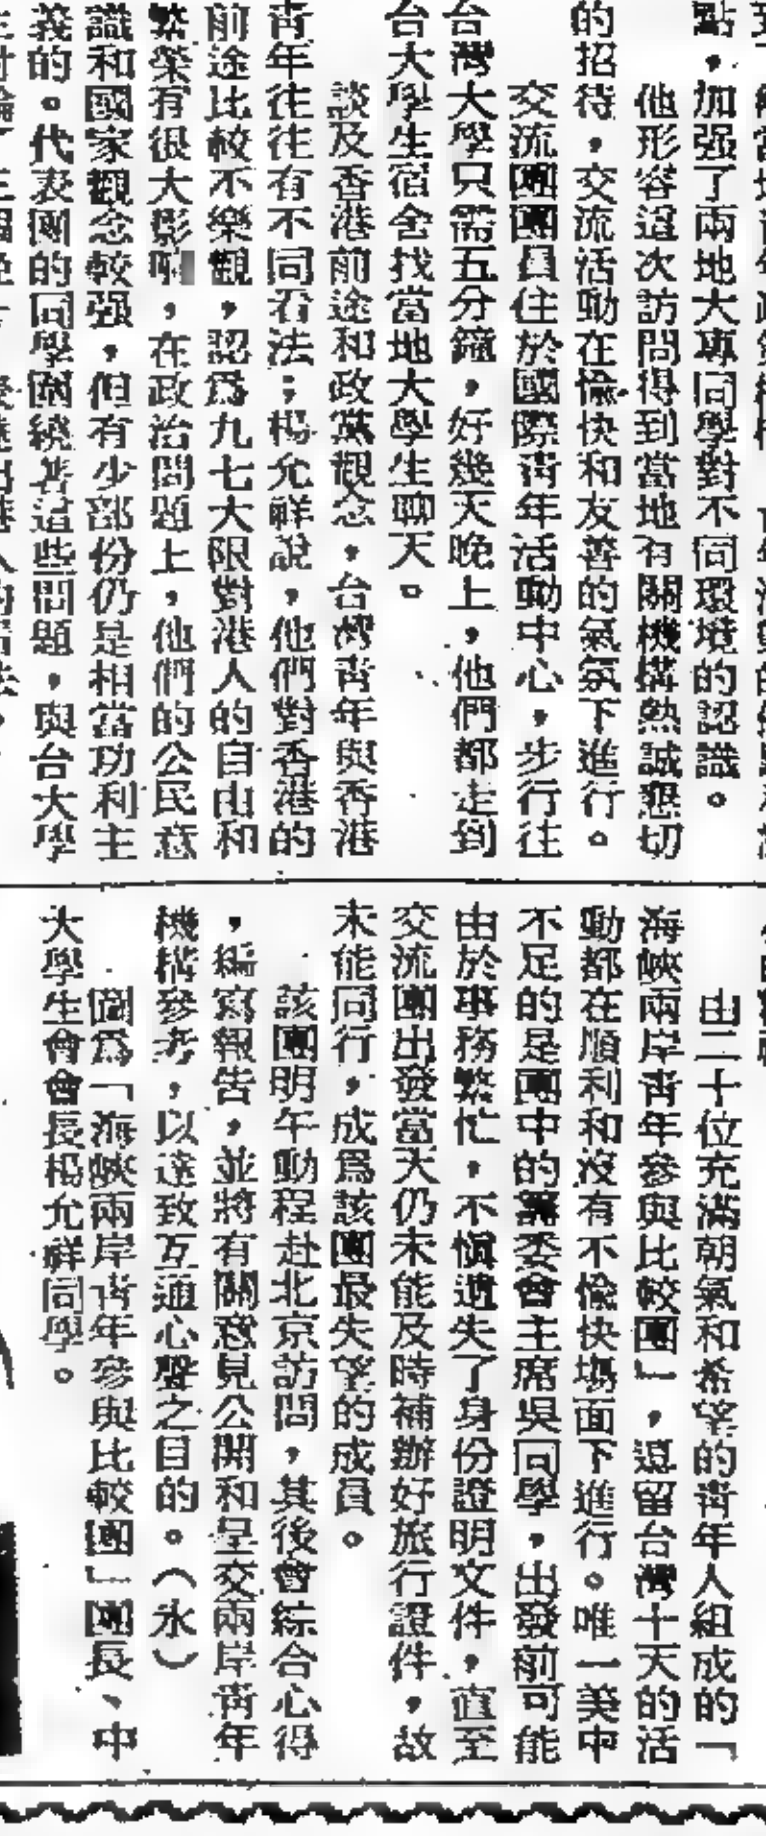 點，加强了兩地大專同學對不同環境的認識。
他形容這次訪問得到當地有關機構熱誠懇切
的招待，交流活動在愉快和友善的氣氛下進行。
交流團團員住於國際青年活動中心，步行往
台灣大學只需五分鐘，好幾天晚上，他們都走到
台大學生宿舍找當地大學生聊天。
談及香港前途和政黨觀念，台灣青年與香港
青年往往有不同看法；楊允祥說，他們對香港的
前途比較不樂觀，認爲九七大限對港人的自由和
繁榮有很大影响，在政治問題上，他們的公民意
識和國家觀念較强，但有少部份仍是相當功利主
義的。代表團的同學圍繞著這些問題，與台大學
由二十位充滿朝氣和希望的青年人組成的「
海峽兩岸青年參與比較團」，這留台灣十天的活
動都在順利和沒有不愉快場面下進行。唯一美中
不足的是團中的籌委會主席吳同學，出發前可能
由於事務繁忙，不愼遺失了身份證明文件，直至
交流團出發當天仍未能及時補辦好旅行證件，故
未能同行，成爲該團最失望的成員。
該團明午動程赴北京訪問，其後會綜合心得
，編寫報告，並將有關意見公開和呈交兩岸青年
機構參考，以達致互通心聲之目的。（永）
圖爲「海峽兩岸青年參與比較團」團長、中
大學生會會長楊允祥同學。